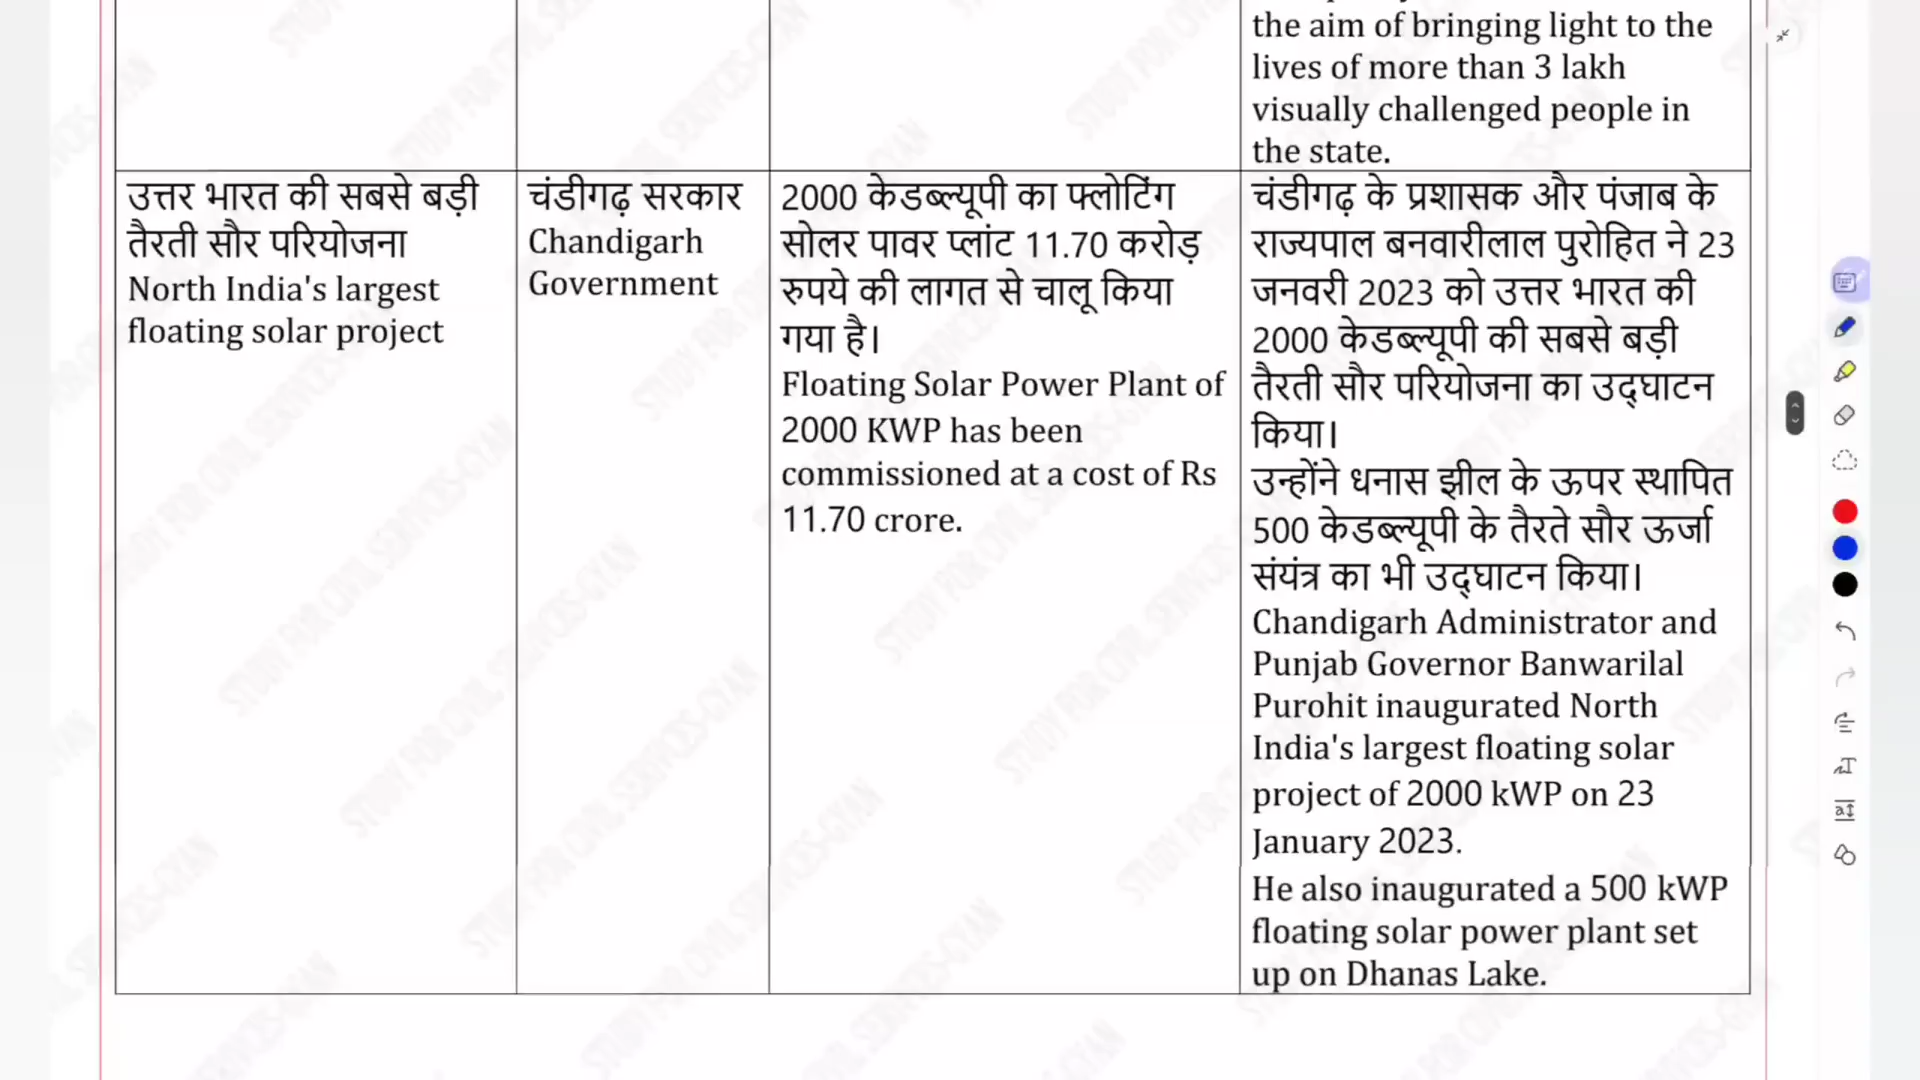 the aim of bringing light to the
lives of more than 3 lakh
visually challenged people in
the state.
उत्तर भारत की सबसे बड़ी
तैरती सौर परियोजना
North India's largest
floating solar project
चंडीगढ़ सरकार
Chandigarh
Government
2000 केडब्ल्यूपी का फ्लोटिंग
सोलर पावर प्लांट 11.70 करोड़
रुपये की लागत से चालू किया
गया है।
Floating Solar Power Plant of
2000 KWP has been
commissioned at a cost of Rs
11.70 crore.
चंडीगढ़ के प्रशासक और पंजाब के
राज्यपाल बनवारीलाल पुरोहित ने 23
जनवरी 2023 को उत्तर भारत की
2000 केडब्ल्यूपी की सबसे बड़ी
तैरती सौर परियोजना का उद्घाटन
किया।
उन्होंने धनास झील के ऊपर स्थापित
500 केडब्ल्यूपी के तैरते सौर ऊर्जा
संयंत्र का भी उद्घाटन किया।
Chandigarh Administrator and
Punjab Governor Banwarilal
Purohit inaugurated North
India's largest floating solar
project of 2000 kWP on 23
January 2023.
He also inaugurated a 500 kWP
floating solar power plant set
up on Dhanas Lake.